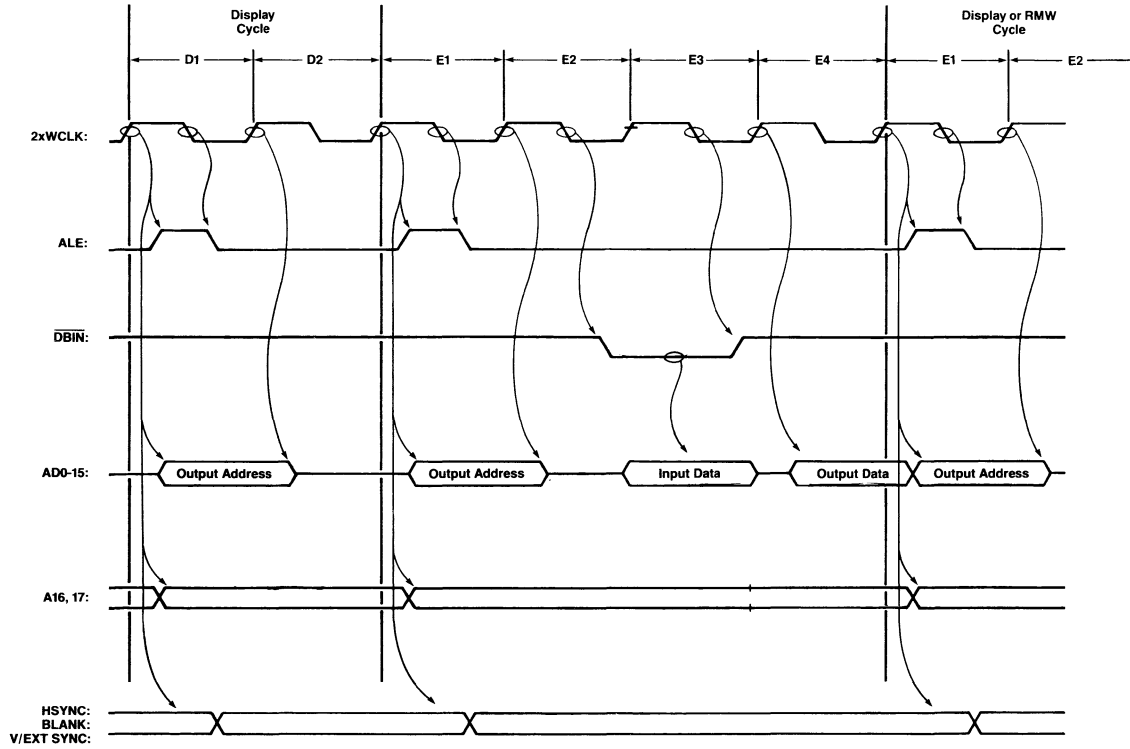 Display
Cycle
Display or RMW
Cycle
D1 D2 E1 E2 E3 E4 E1 E2
2xWCLK:
ALE:
DBIN:
AD0-15: Output Address Output Address Input Data Output Data Output Address
A16, 17:
HSYNC:
BLANK:
V/EXT SYNC: